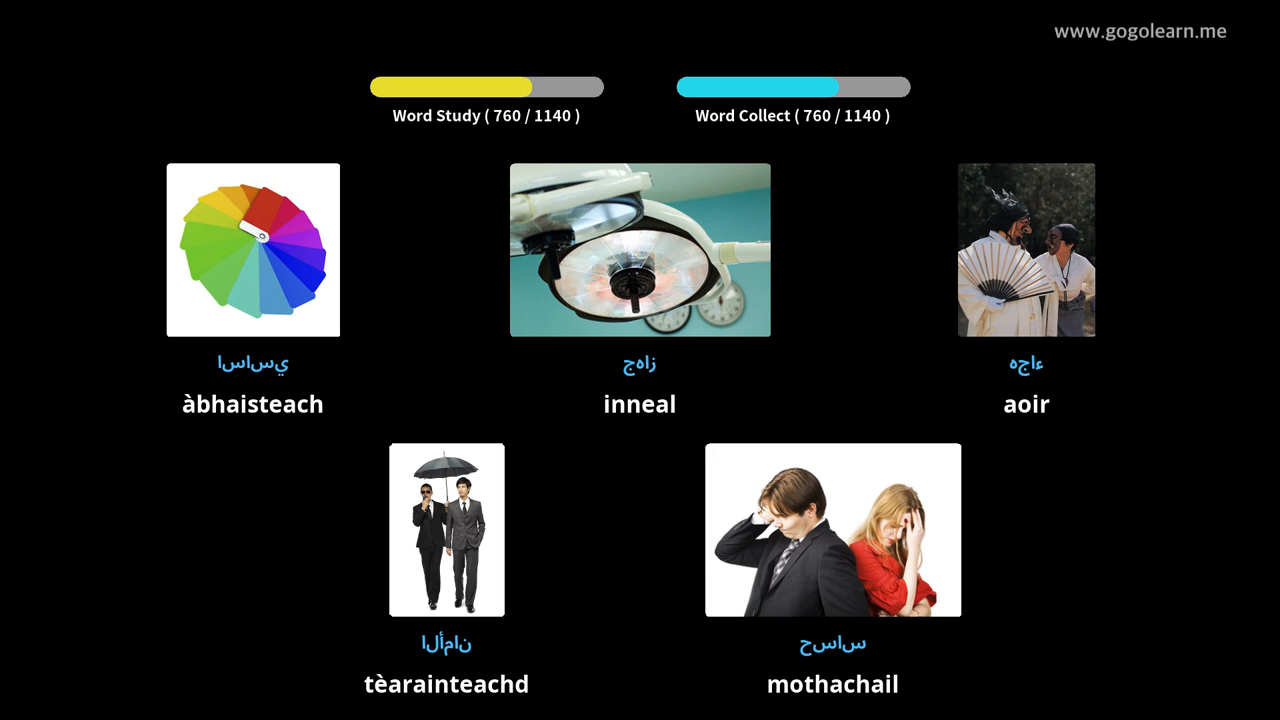 www.gogolearn.me
Word Study ( 760 / 1140 )
Word Collect ( 760 / 1140 )
اساسي
جهاز
هجاء
àbhaisteach
inneal
aoir
الأمان
حساس
tèarainteachd
mothachail